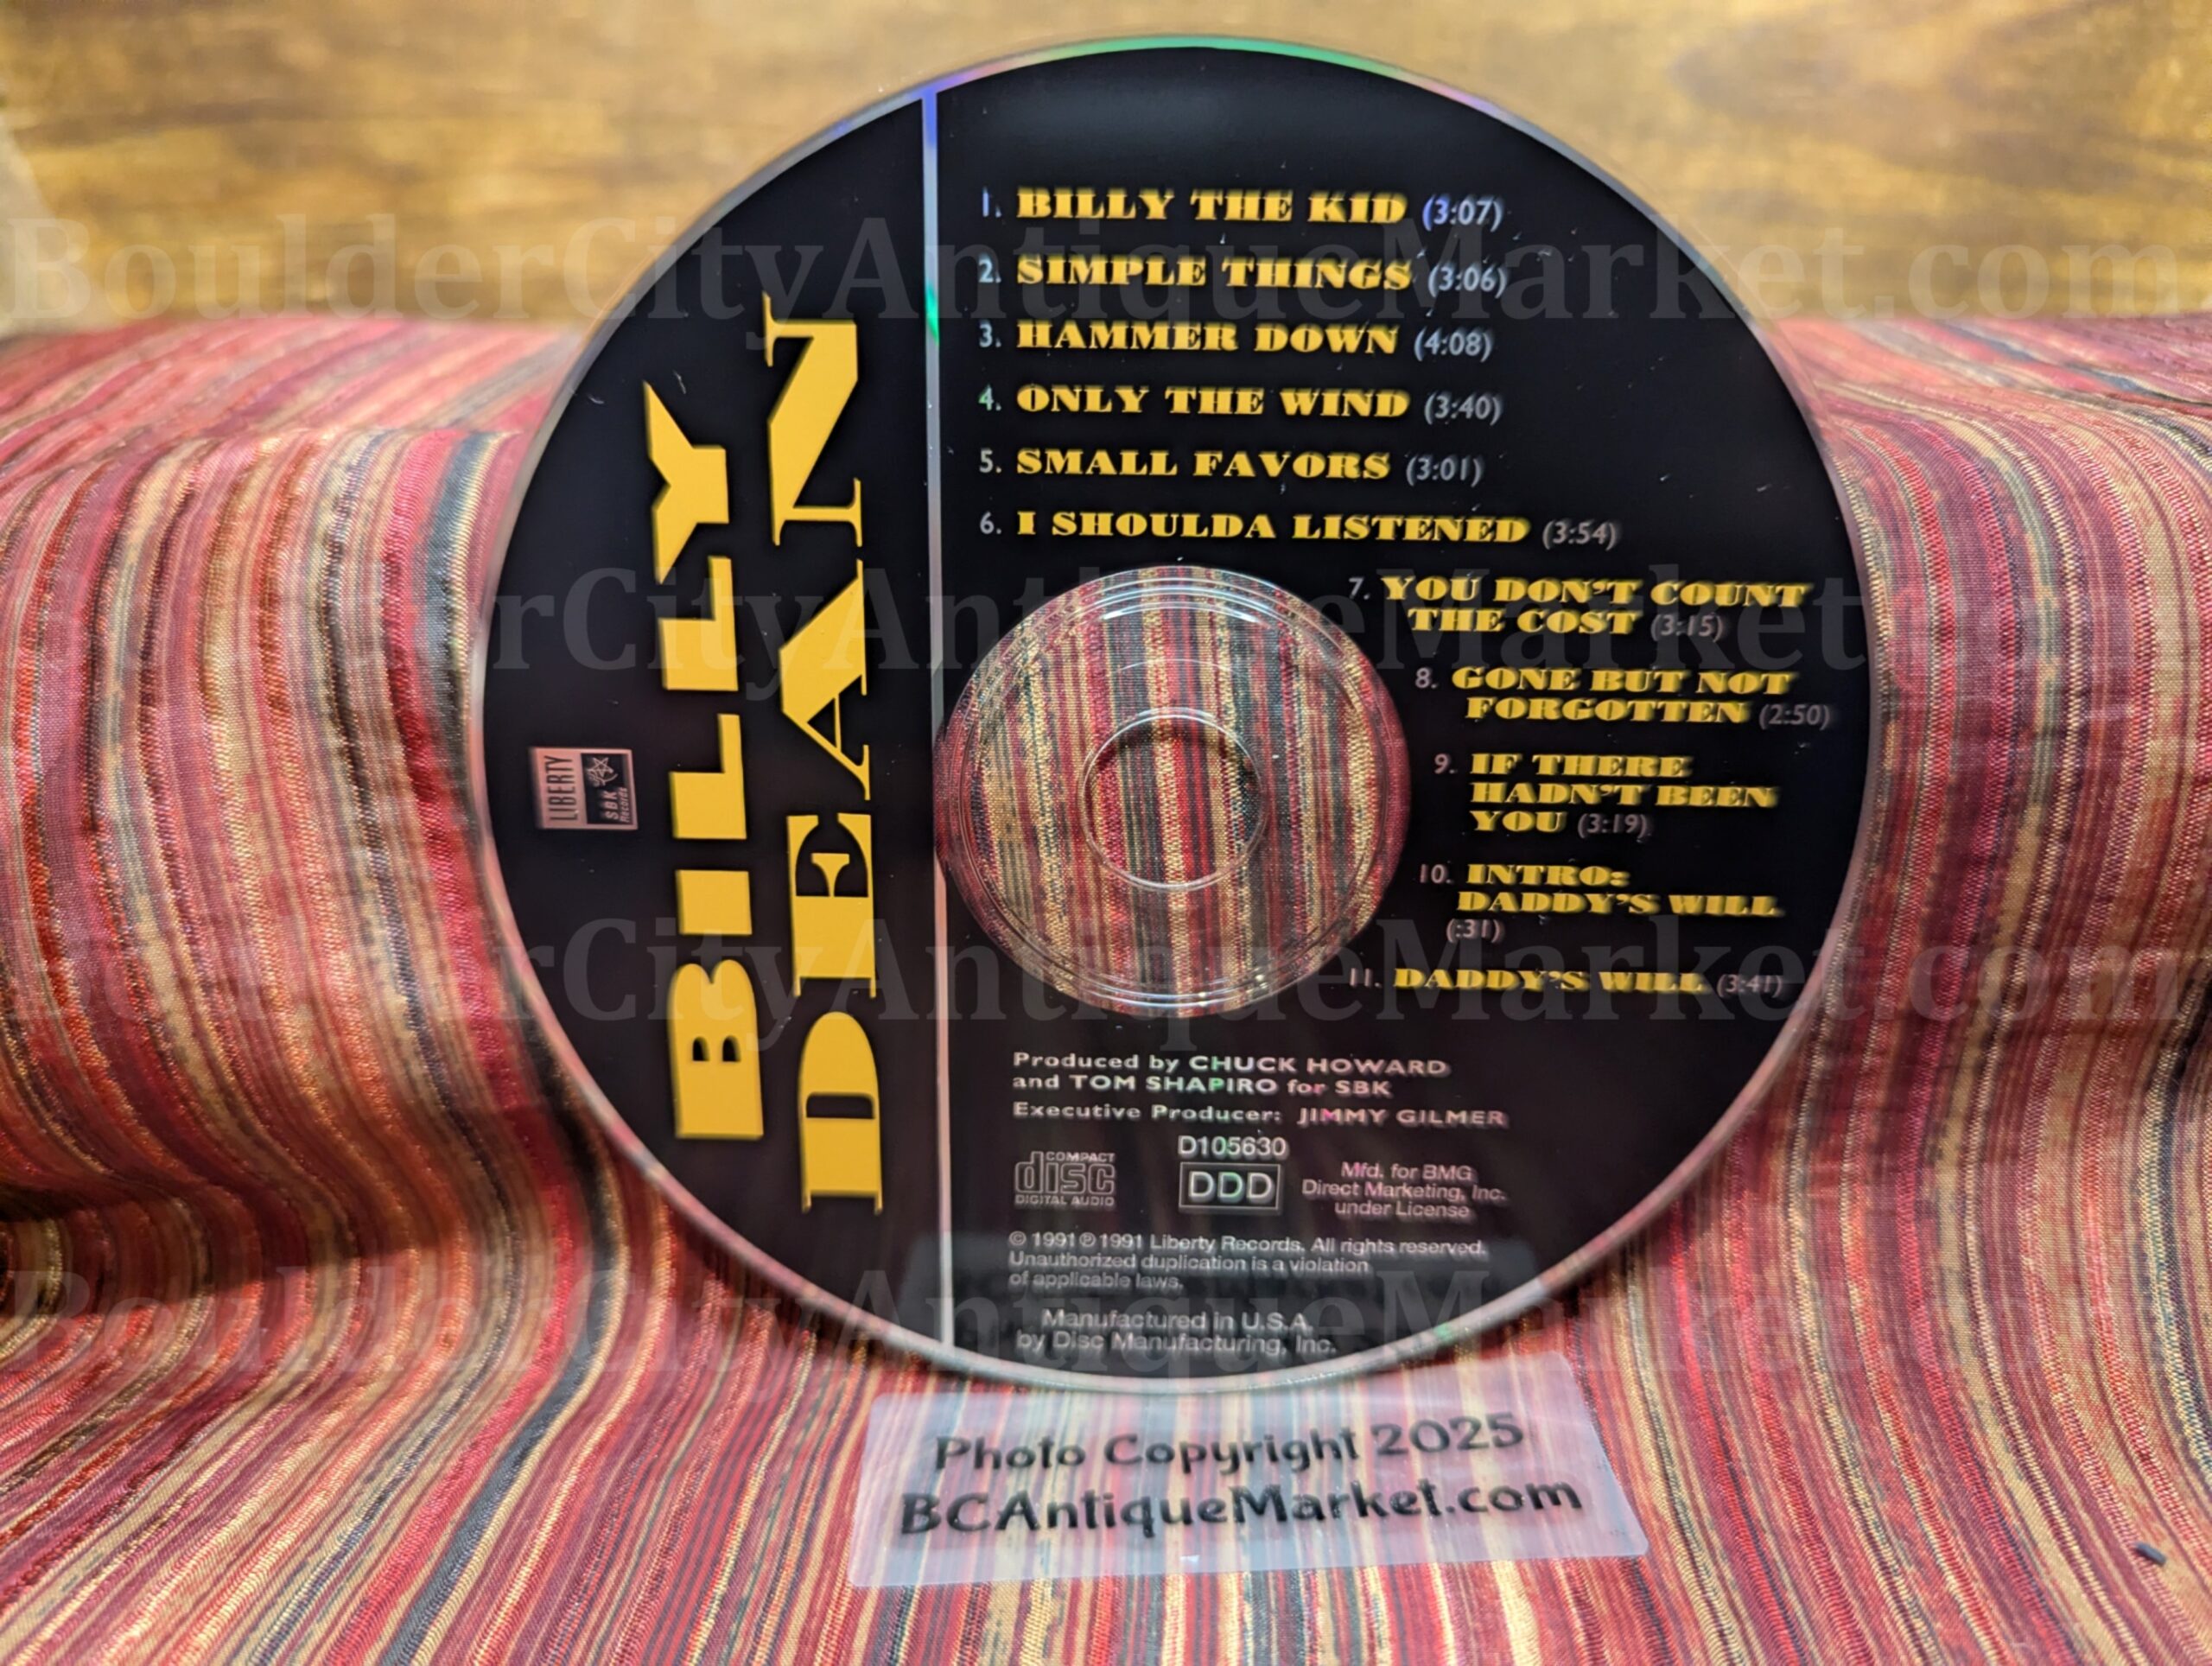 BILLY
DEAN
LIBERTY
SBK
Records
1. BILLY THE KID (3:07)
2. SIMPLE THINGS (3:06)
3. HAMMER DOWN (4:08)
4. ONLY THE WIND (3:40)
5. SMALL FAVORS (3:01)
6. I SHOULDA LISTENED (3:54)
7. YOU DON'T COUNT
THE COST (3:15)
8. GONE BUT NOT
FORGOTTEN (2:50)
9. IF THERE
HADN'T BEEN
YOU (3:19)
10. INTRO:
DADDY'S WILL
(:31)
11. DADDY'S WILL (3:41)
Produced by CHUCK HOWARD
and TOM SHAPIRO for SBK
Executive Producer: JIMMY GILMER
D105630
COMPACT
disc
DIGITAL AUDIO
DDD
Mfd. for BMG
Direct Marketing, Inc.
under License
© 1991 ℗ 1991 Liberty Records. All rights reserved.
Unauthorized duplication is a violation
of applicable laws.
Manufactured in U.S.A.
by Disc Manufacturing, Inc.
Photo Copyright 2025
BCAntiqueMarket.com
BoulderCityAntiqueMarket.com
BoulderCityAntiqueMarket.com
BoulderCityAntiqueMarket.com
BoulderCityAntiqueMarket.com